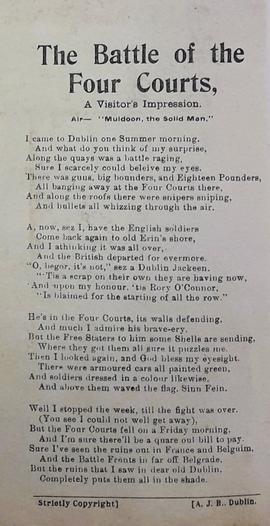 The Battle of the
Four Courts,
A Visitor's Impression.
Air— "Muldoon, the Solid Man."
I came to Dublin one Summer morning,
And what do you think of my surprise,
Along the quays was a battle raging,
Sure I scarcely could beleive my eyes.
There was guns, big bounders, and Eighteen Pounders,
All banging away at the Four Courts there,
And along the roofs there were snipers sniping,
And bullets all whizzing through the air.
A, now, sez I, have the English soldiers
Come back again to old Erin's shore,
And I athinking it was all over,
And the British departed for evermore.
"O, begor, it's not," sez a Dublin Jackeen.
"'Tis a scrap on their own they are having now,
And upon my honour, 'tis Rory O'Connor,
"Is blaimed for the starting of all the row."
He's in the Four Courts, its walls defending,
And much I admire his brave-ery.
But the Free Staters to him some Shells are sending,
Where they got them all sure it puzzles me.
Then I looked again, and God bless my eyesight.
There were armoured cars all painted green,
And soldiers dressed in a colour likewise,
And above them waved the flag, Sinn Fein.
Well I stopped the week, till the fight was over.
(You see I could not well get away),
But the Four Courts fell on a Friday morning,
And I'm sure there'll be a quare out bill to pay.
Sure I've seen the ruins out in France and Belguim,
And the Battle Fronts in far off Belgrade,
But the ruins that I saw in dear old Dublin,
Completely puts them all in the shade.
Strictly Copyright]
[A. J. B., Dublin.